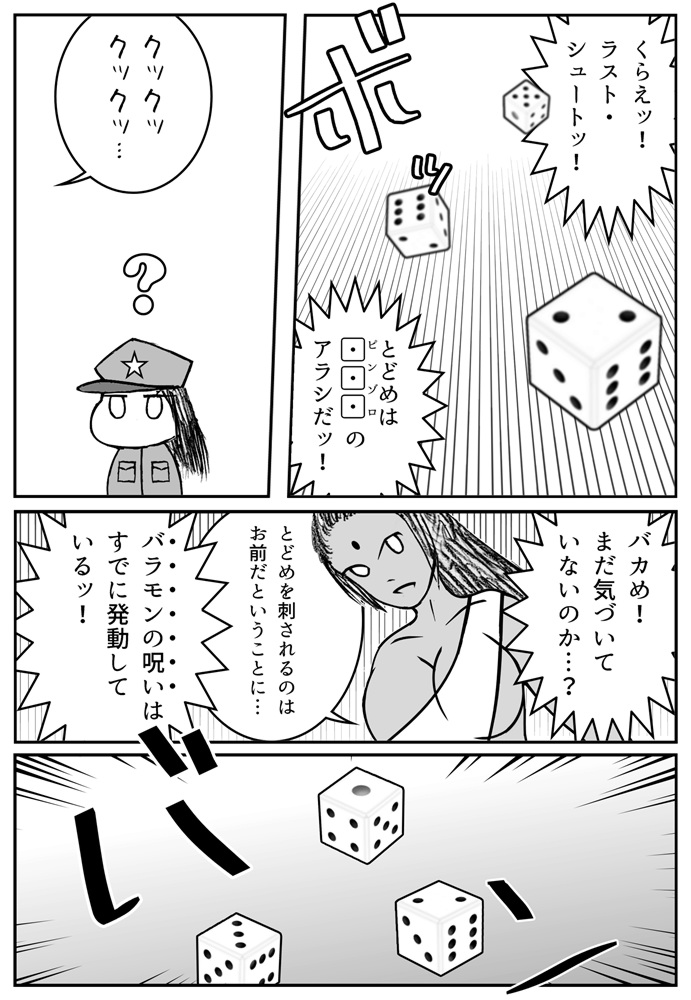 くらえッ！
ラスト・
シュートッ！
ボッ
とどめは
⚀⚀⚀の
ピンゾロ
アラシだッ！
クックッ
クックッ…
？
バカめ！
まだ気づいて
いないのか…？
とどめを刺されるのは
お前だということに…
バラモンの呪いは
すでに発動して
いるッ！